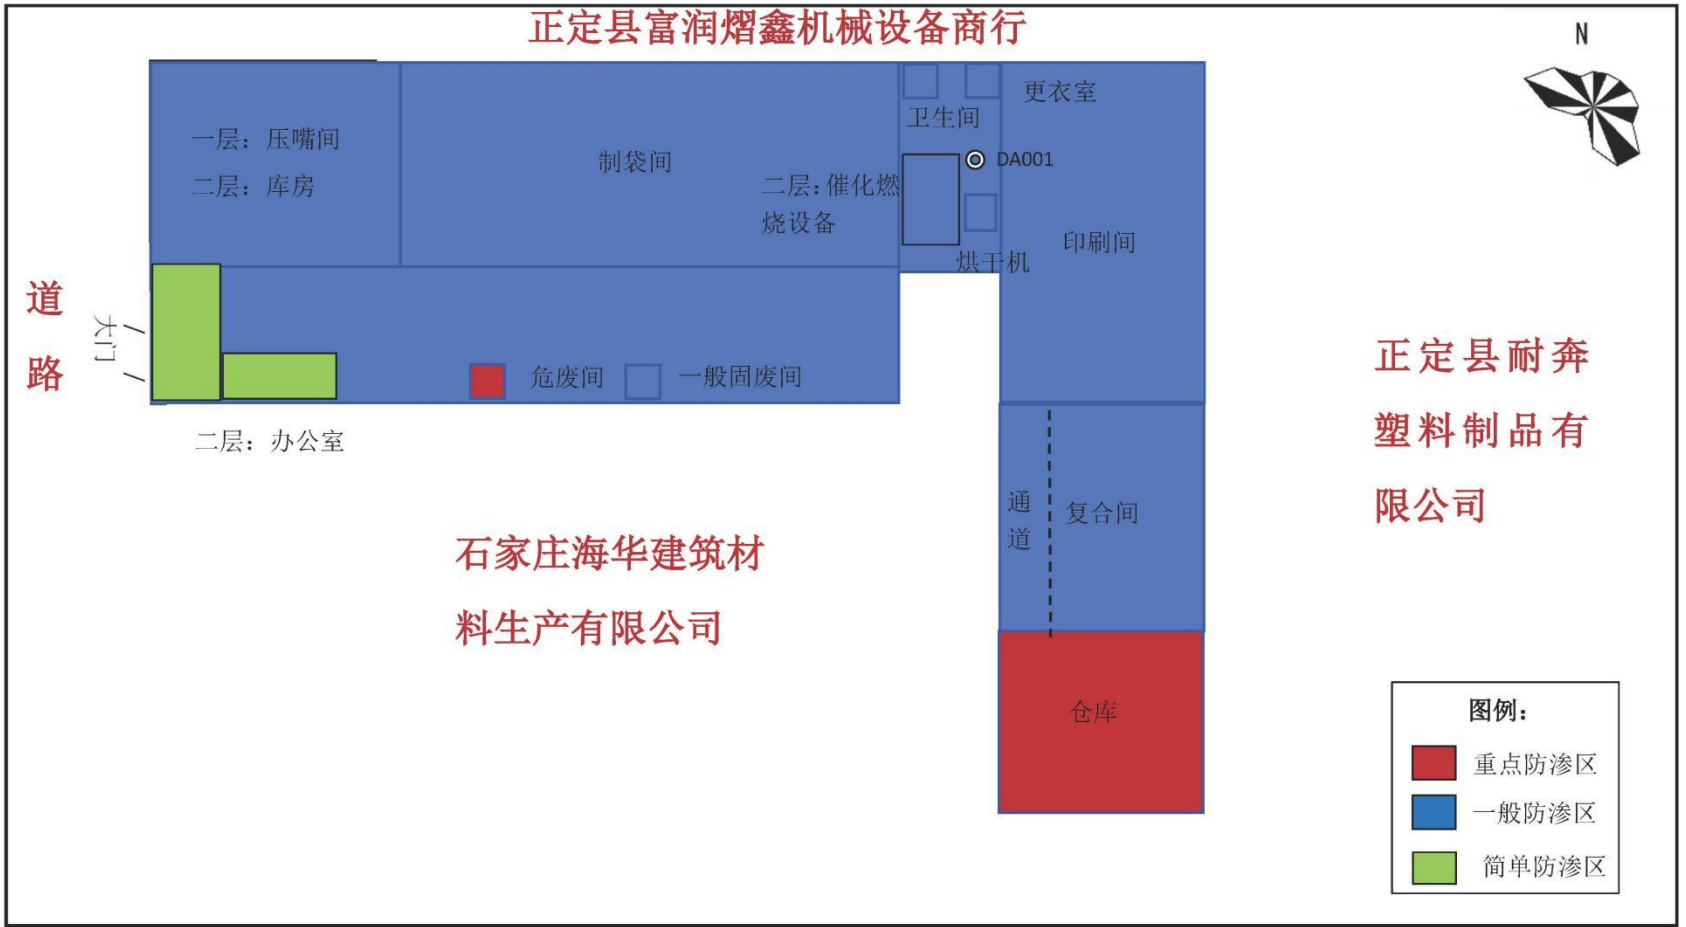 正定县富润熠鑫机械设备商行
N
更衣室
卫生间
一层：压嘴间
制袋间
DA001
二层：库房
二层：催化燃
烧设备
印刷间
烘干机
道
路
大门
危废间
一般固废间
二层：办公室
正定县耐奔
塑料制品有
限公司
通
道
复合间
石家庄海华建筑材
料生产有限公司
仓库
图例：
重点防渗区
一般防渗区
简单防渗区